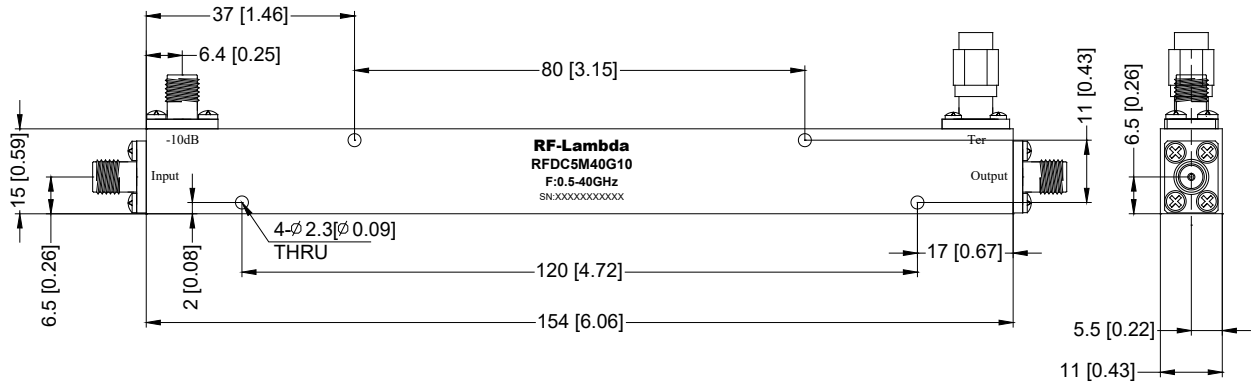 37 [1.46]
6.4 [0.25]
80 [3.15]
11 [0.43]
6.5 [0.26]
-10dB
RF-Lambda
Ter
RFDC5M40G10
15 [0.59]
Input
F:0.5-40GHz
Output
SN:XXXXXXXXXXX
4-Ø 2.3[Ø 0.09]
THRU
17 [0.67]
6.5 [0.26]
2 [0.08]
120 [4.72]
154 [6.06]
5.5 [0.22]
11 [0.43]